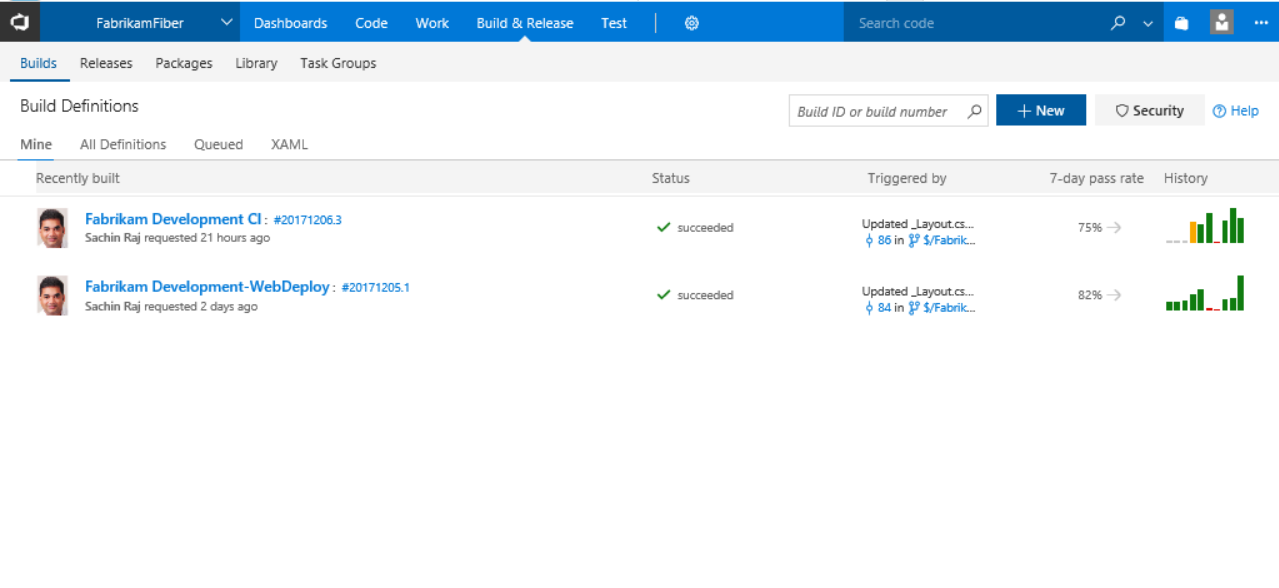 FabrikamFiber Dashboards Code Work Build & Release Test Search code
Builds Releases Packages Library Task Groups
Build Definitions
Build ID or build number
New
Security
Help
Mine All Definitions Queued XAML
Recently built Status Triggered by 7-day pass rate History
Fabrikam Development CI : #20171206.3
Sachin Raj requested 21 hours ago
succeeded
Updated _Layout.cs...
86 in $/Fabrik...
75%
Fabrikam Development-WebDeploy : #20171205.1
Sachin Raj requested 2 days ago
succeeded
Updated _Layout.cs...
84 in $/Fabrik...
82%